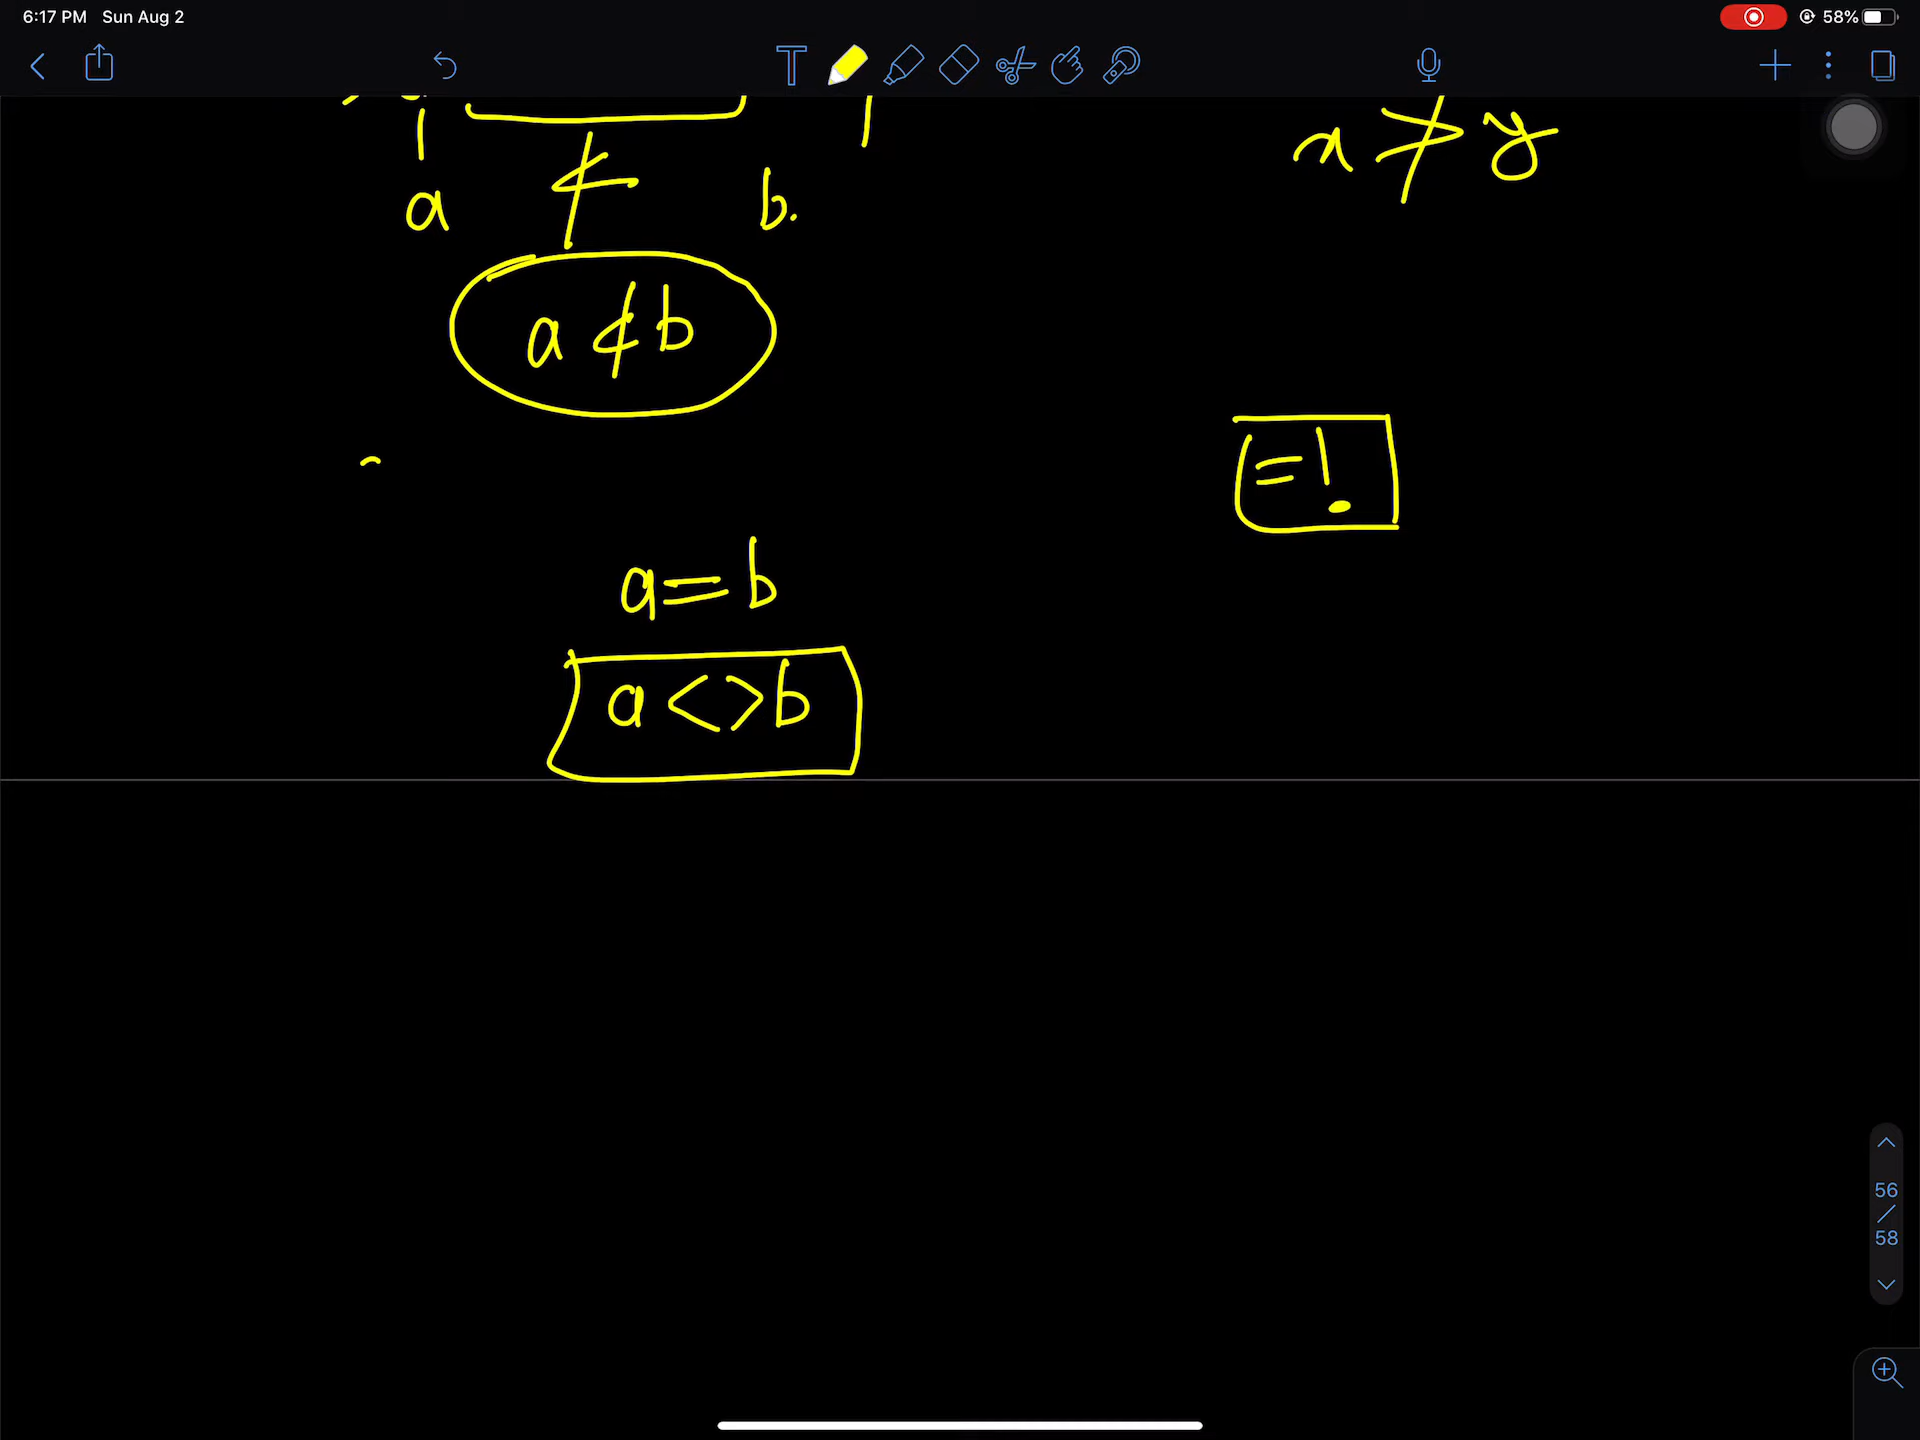 6:17 PM Sun Aug 2
58%
x ≯ y
≮
a b.
a ≮ b
=!
a = b
a <> b
56
/
58